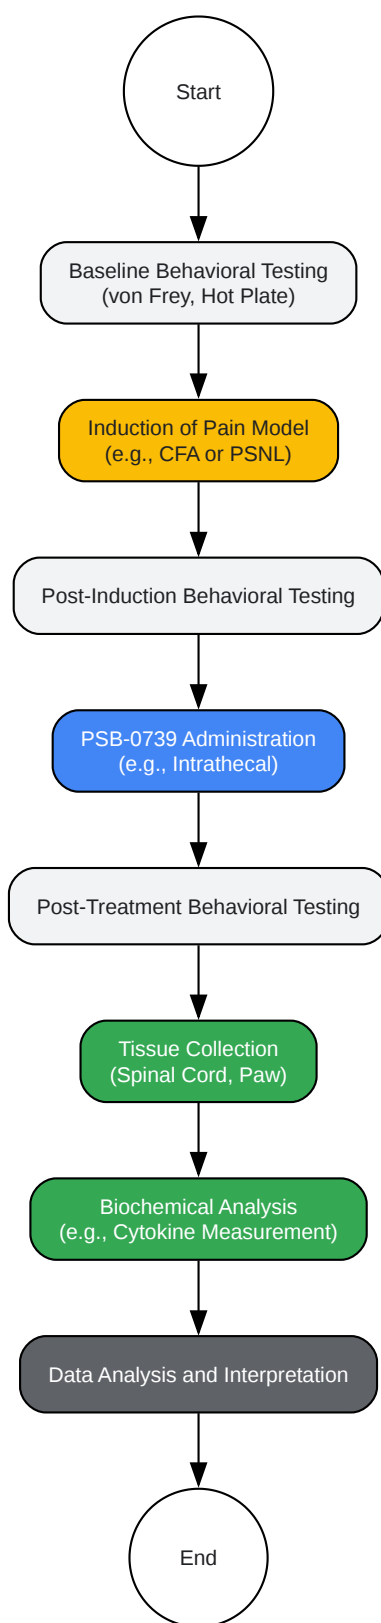 Start
Baseline Behavioral Testing
(von Frey, Hot Plate)
Induction of Pain Model
(e.g., CFA or PSNL)
Post-Induction Behavioral Testing
PSB-0739 Administration
(e.g., Intrathecal)
Post-Treatment Behavioral Testing
Tissue Collection
(Spinal Cord, Paw)
Biochemical Analysis
(e.g., Cytokine Measurement)
Data Analysis and Interpretation
End